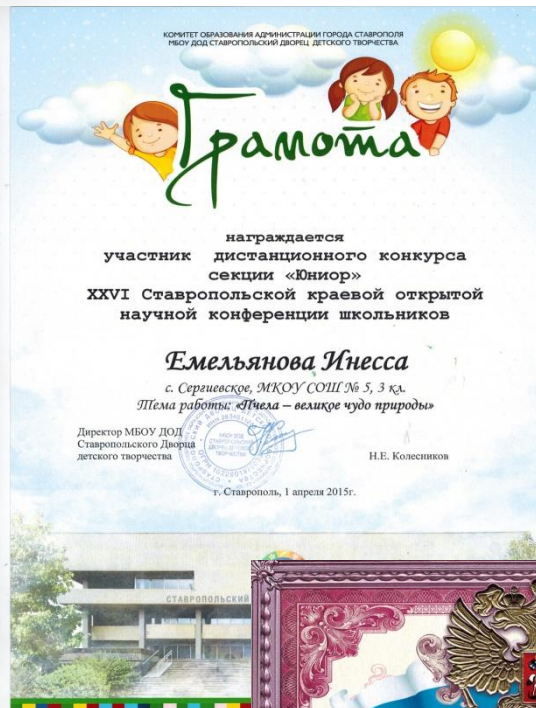 КОМИТЕТ ОБРАЗОВАНИЯ АДМИНИСТРАЦИИ ГОРОДА СТАВРОПОЛЯ
МБОУ ДОД СТАВРОПОЛЬСКИЙ ДВОРЕЦ ДЕТСКОГО ТВОРЧЕСТВА
Грамота
награждается
участник дистанционного конкурса
секции «Юниор»
XXVI Ставропольской краевой открытой
научной конференции школьников
Емельянова Инесса
с. Сергиевское, МКОУ СОШ № 5, 3 кл.
Тема работы: «Пчела – великое чудо природы»
Директор МБОУ ДОД
Ставропольского Дворца
детского творчества
Н.Е. Колесников
г. Ставрополь, 1 апреля 2015г.
СТАВРОПОЛЬСКИЙ